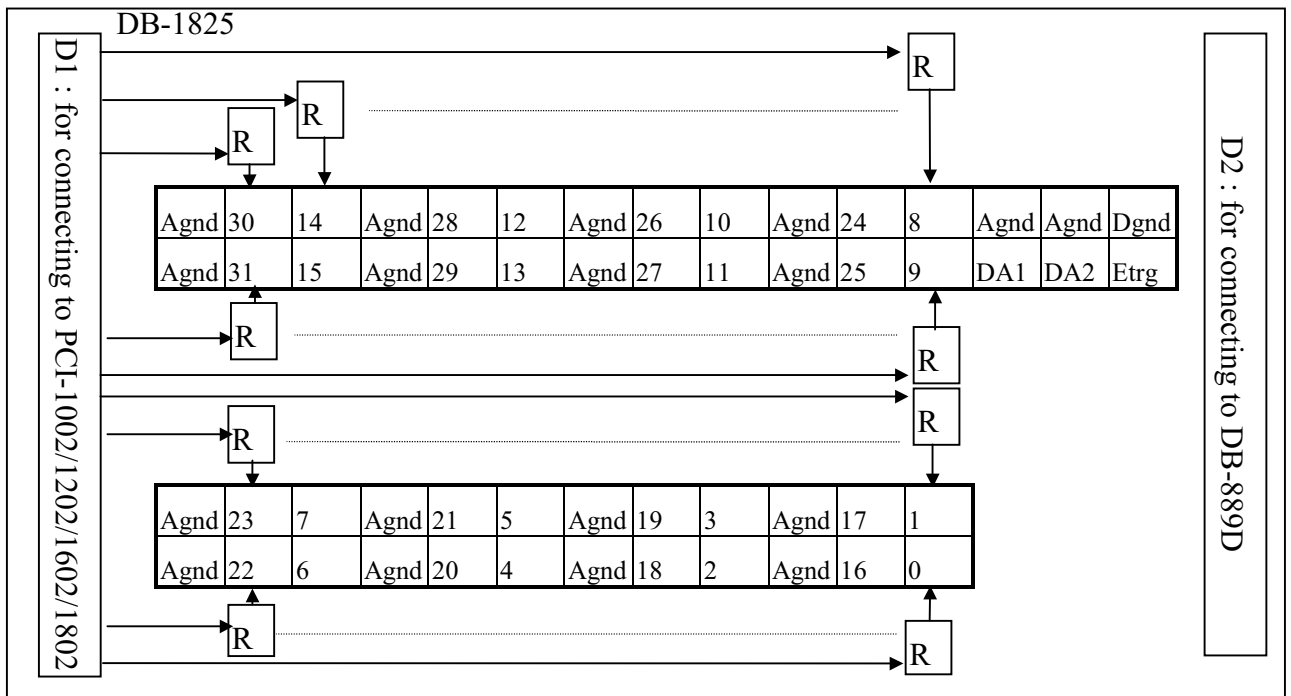 DB-1825
D1 : for connecting to PCI-1002/1202/1602/1802
R
R
R
Agnd 30 14 Agnd 28 12 Agnd 26 10 Agnd 24 8 Agnd Agnd Dgnd
Agnd 31 15 Agnd 29 13 Agnd 27 11 Agnd 25 9 DA1 DA2 Etrg
R
R
R
R
Agnd 23 7 Agnd 21 5 Agnd 19 3 Agnd 17 1
Agnd 22 6 Agnd 20 4 Agnd 18 2 Agnd 16 0
R
R
D2 : for connecting to DB-889D